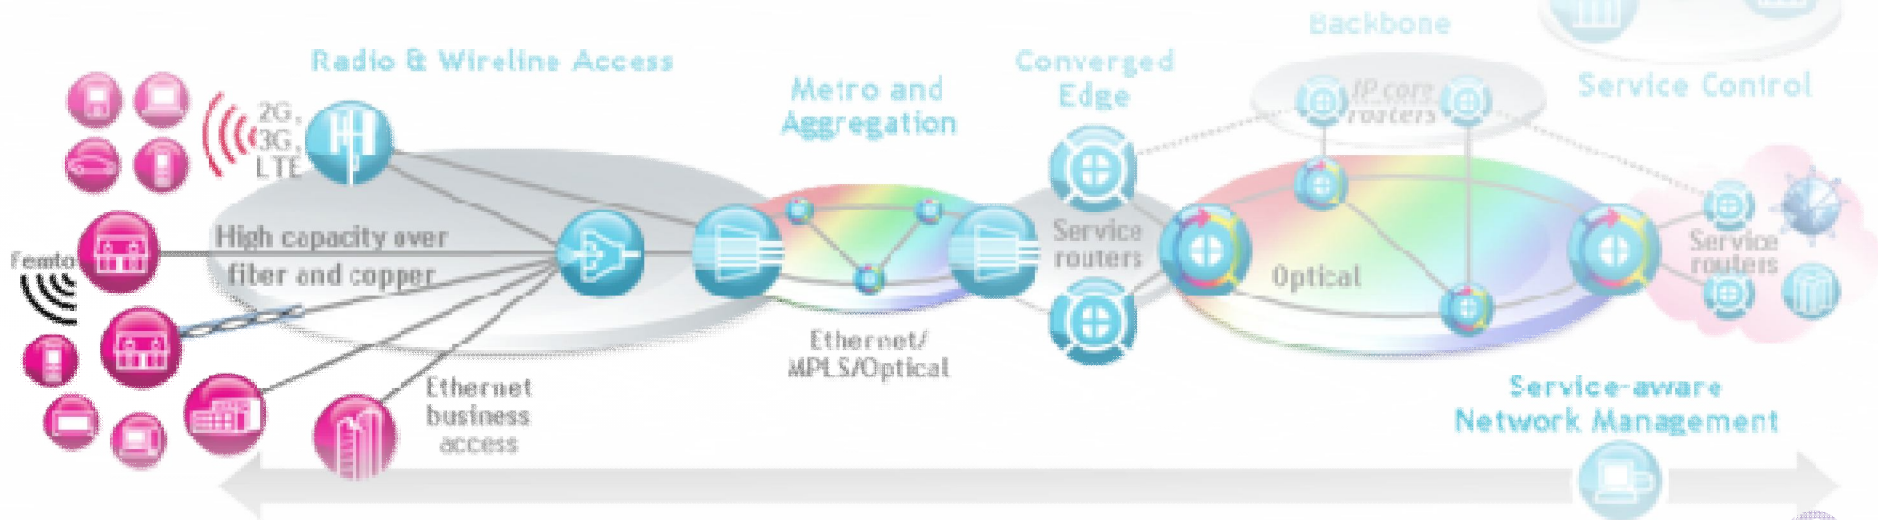 Backbone
Radio & Wireline Access
Converged
Edge
Metro and
Aggregation
Service Control
IP core
routers
2G,
3G,
LTE
High capacity over
fiber and copper
Femto
Service
routers
Optical
Service
routers
Ethernet/
MPLS/Optical
Ethernet
business
access
Service-aware
Network Management